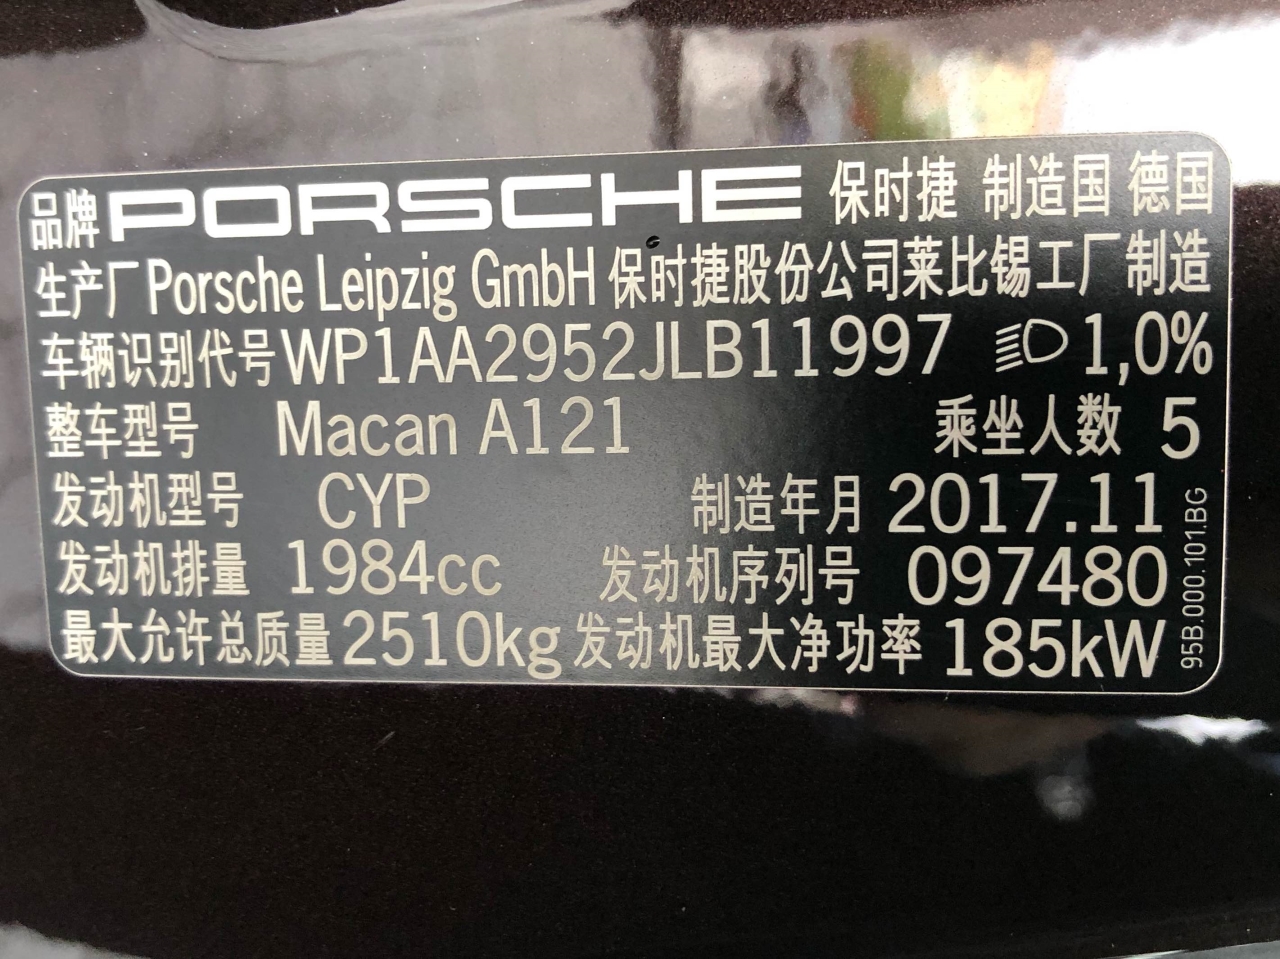 品牌 PORSCHE 保时捷 制造国 德国
生产厂 Porsche Leipzig GmbH 保时捷股份公司莱比锡工厂 制造
车辆识别代号 WP1AA2952JLB11997 1,0%
整车型号 Macan A121 乘坐人数 5
发动机型号 CYP 制造年月 2017.11
发动机排量 1984cc 发动机序列号 097480
最大允许总质量 2510kg 发动机最大净功率 185kW
95B.000.101.BG